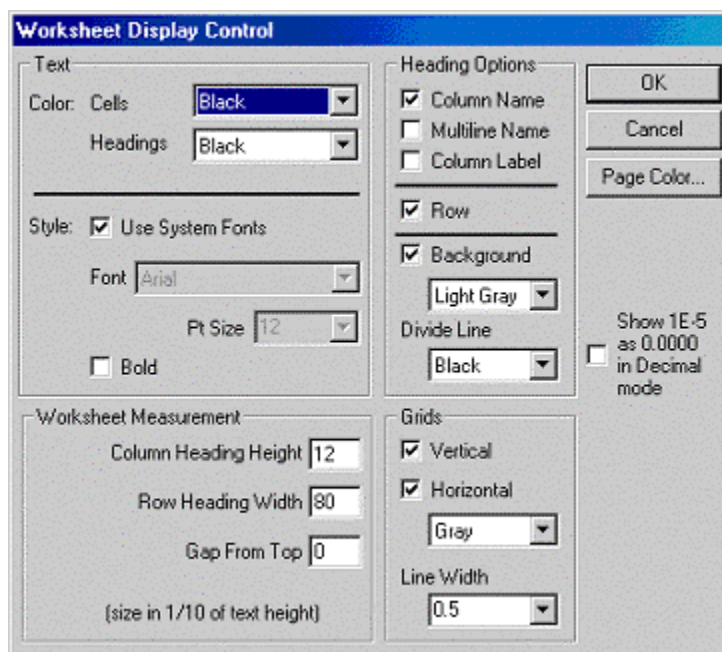 Worksheet Display Control
Text
Color: Cells Black
Headings Black
Style: Use System Fonts
Font Arial
Pt Size 12
Bold
Heading Options
Column Name
Multiline Name
Column Label
Row
Background
Light Gray
Divide Line
Black
OK
Cancel
Page Color...
Show 1E-5
as 0.0000
in Decimal
mode
Worksheet Measurement
Column Heading Height 12
Row Heading Width 80
Gap From Top 0
(size in 1/10 of text height)
Grids
Vertical
Horizontal
Gray
Line Width
0.5